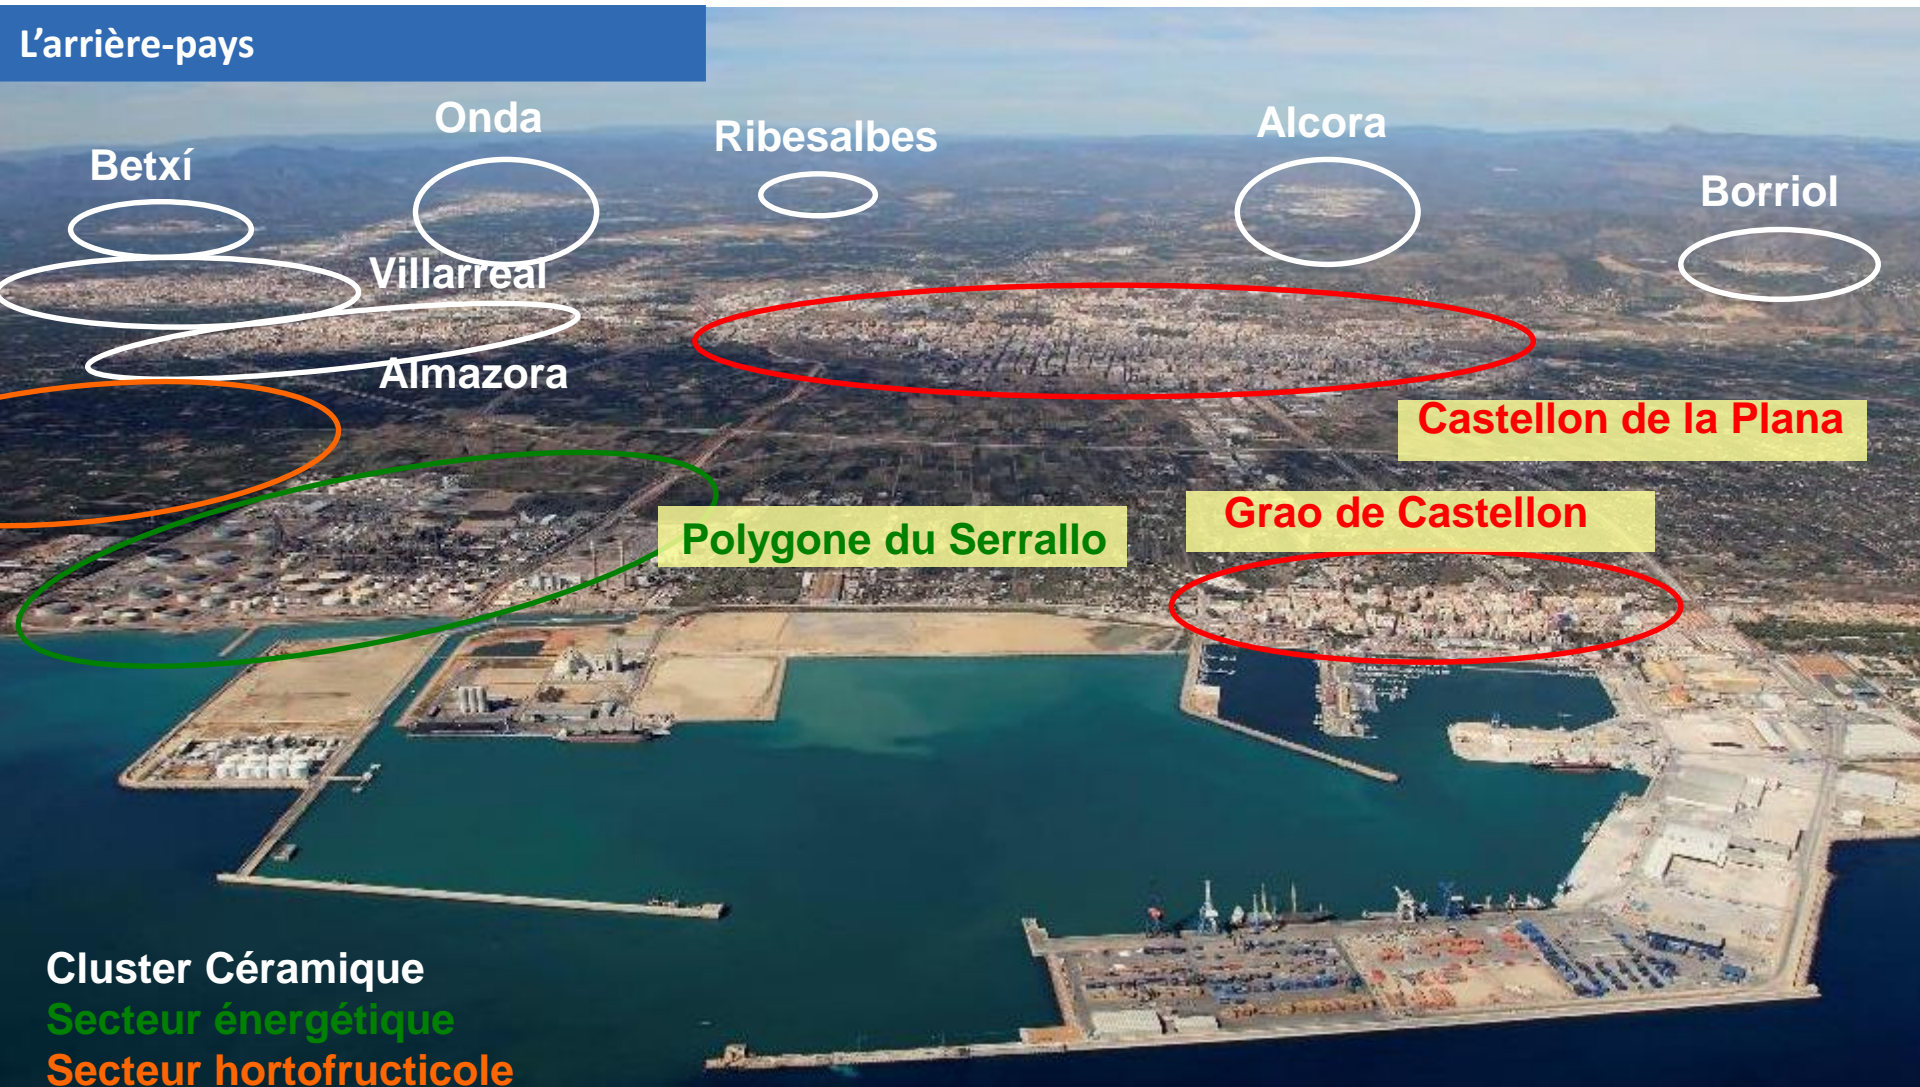 L'arrière-pays
Onda
Ribesalbes
Alcora
Betxí
Borriol
Villarreal
Almazora
Castellon de la Plana
Grao de Castellon
Polygone du Serrallo
Cluster Céramique
Secteur énergétique
Secteur hortofructicole